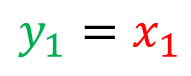 y₁ = x₁